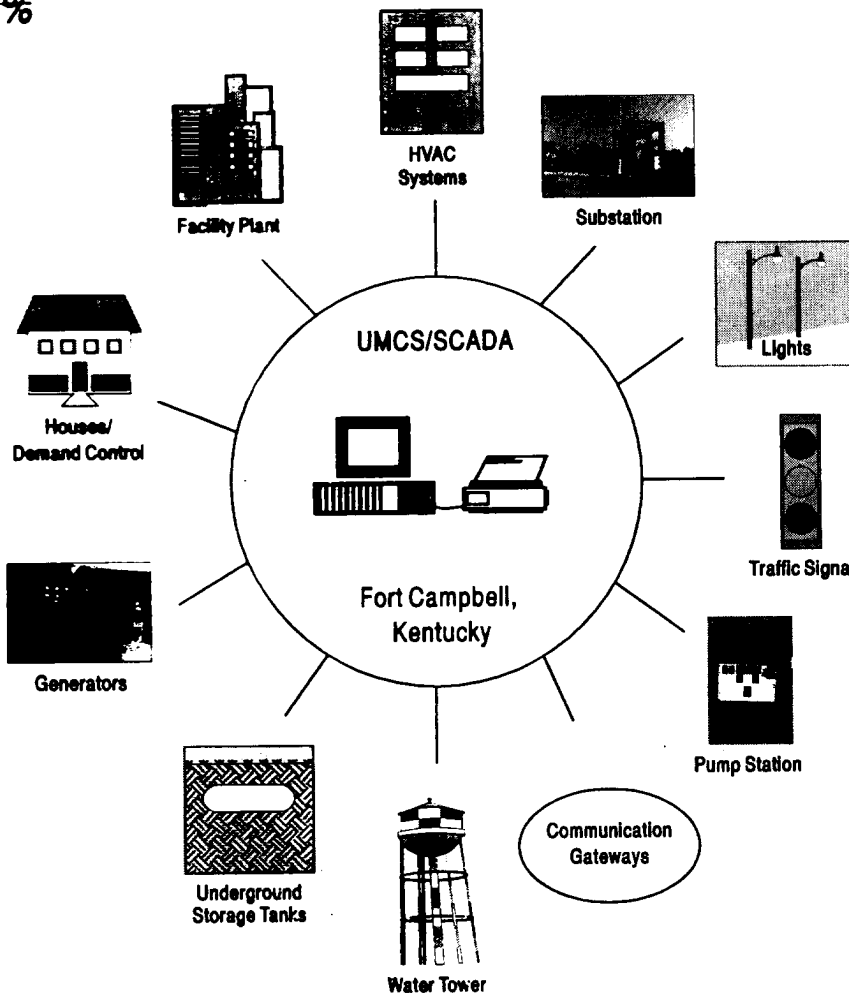 %
HVAC
Systems
Facility Plant
Substation
Lights
UMCS/SCADA
Houses/
Demand Control
Traffic Signa
Fort Campbell,
Kentucky
Generators
Pump Station
Communication
Gateways
Underground
Storage Tanks
Water Tower